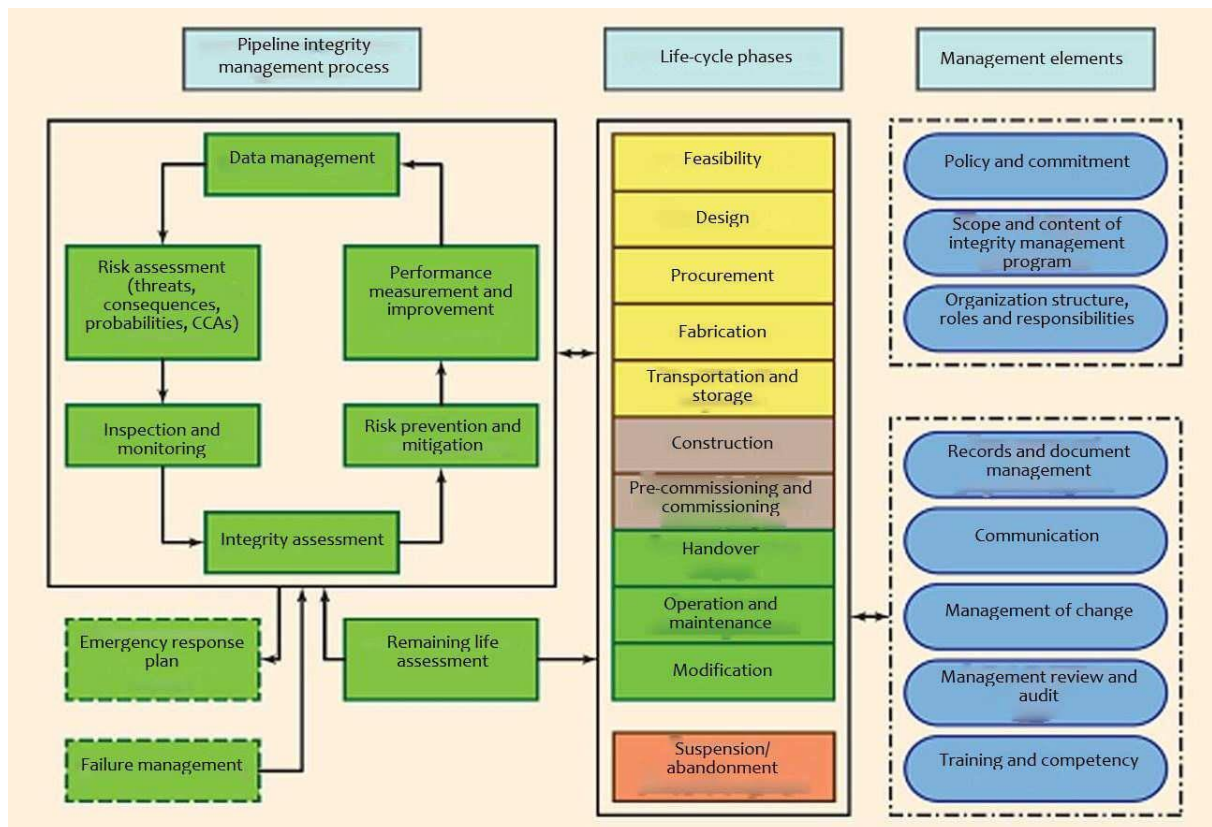 Pipeline integrity
management process
Life-cycle phases
Management elements
Data management
Risk assessment
(threats,
consequences,
probabilities, CCAs)
Performance
measurement and
improvement
Inspection and
monitoring
Risk prevention and
mitigation
Integrity assessment
Emergency response
plan
Remaining life
assessment
Failure management
Feasibility
Design
Procurement
Fabrication
Transportation and
storage
Construction
Pre-commissioning and
commissioning
Handover
Operation and
maintenance
Modification
Suspension/
abandonment
Policy and commitment
Scope and content of
integrity management
program
Organization structure,
roles and responsibilities
Records and document
management
Communication
Management of change
Management review and
audit
Training and competency